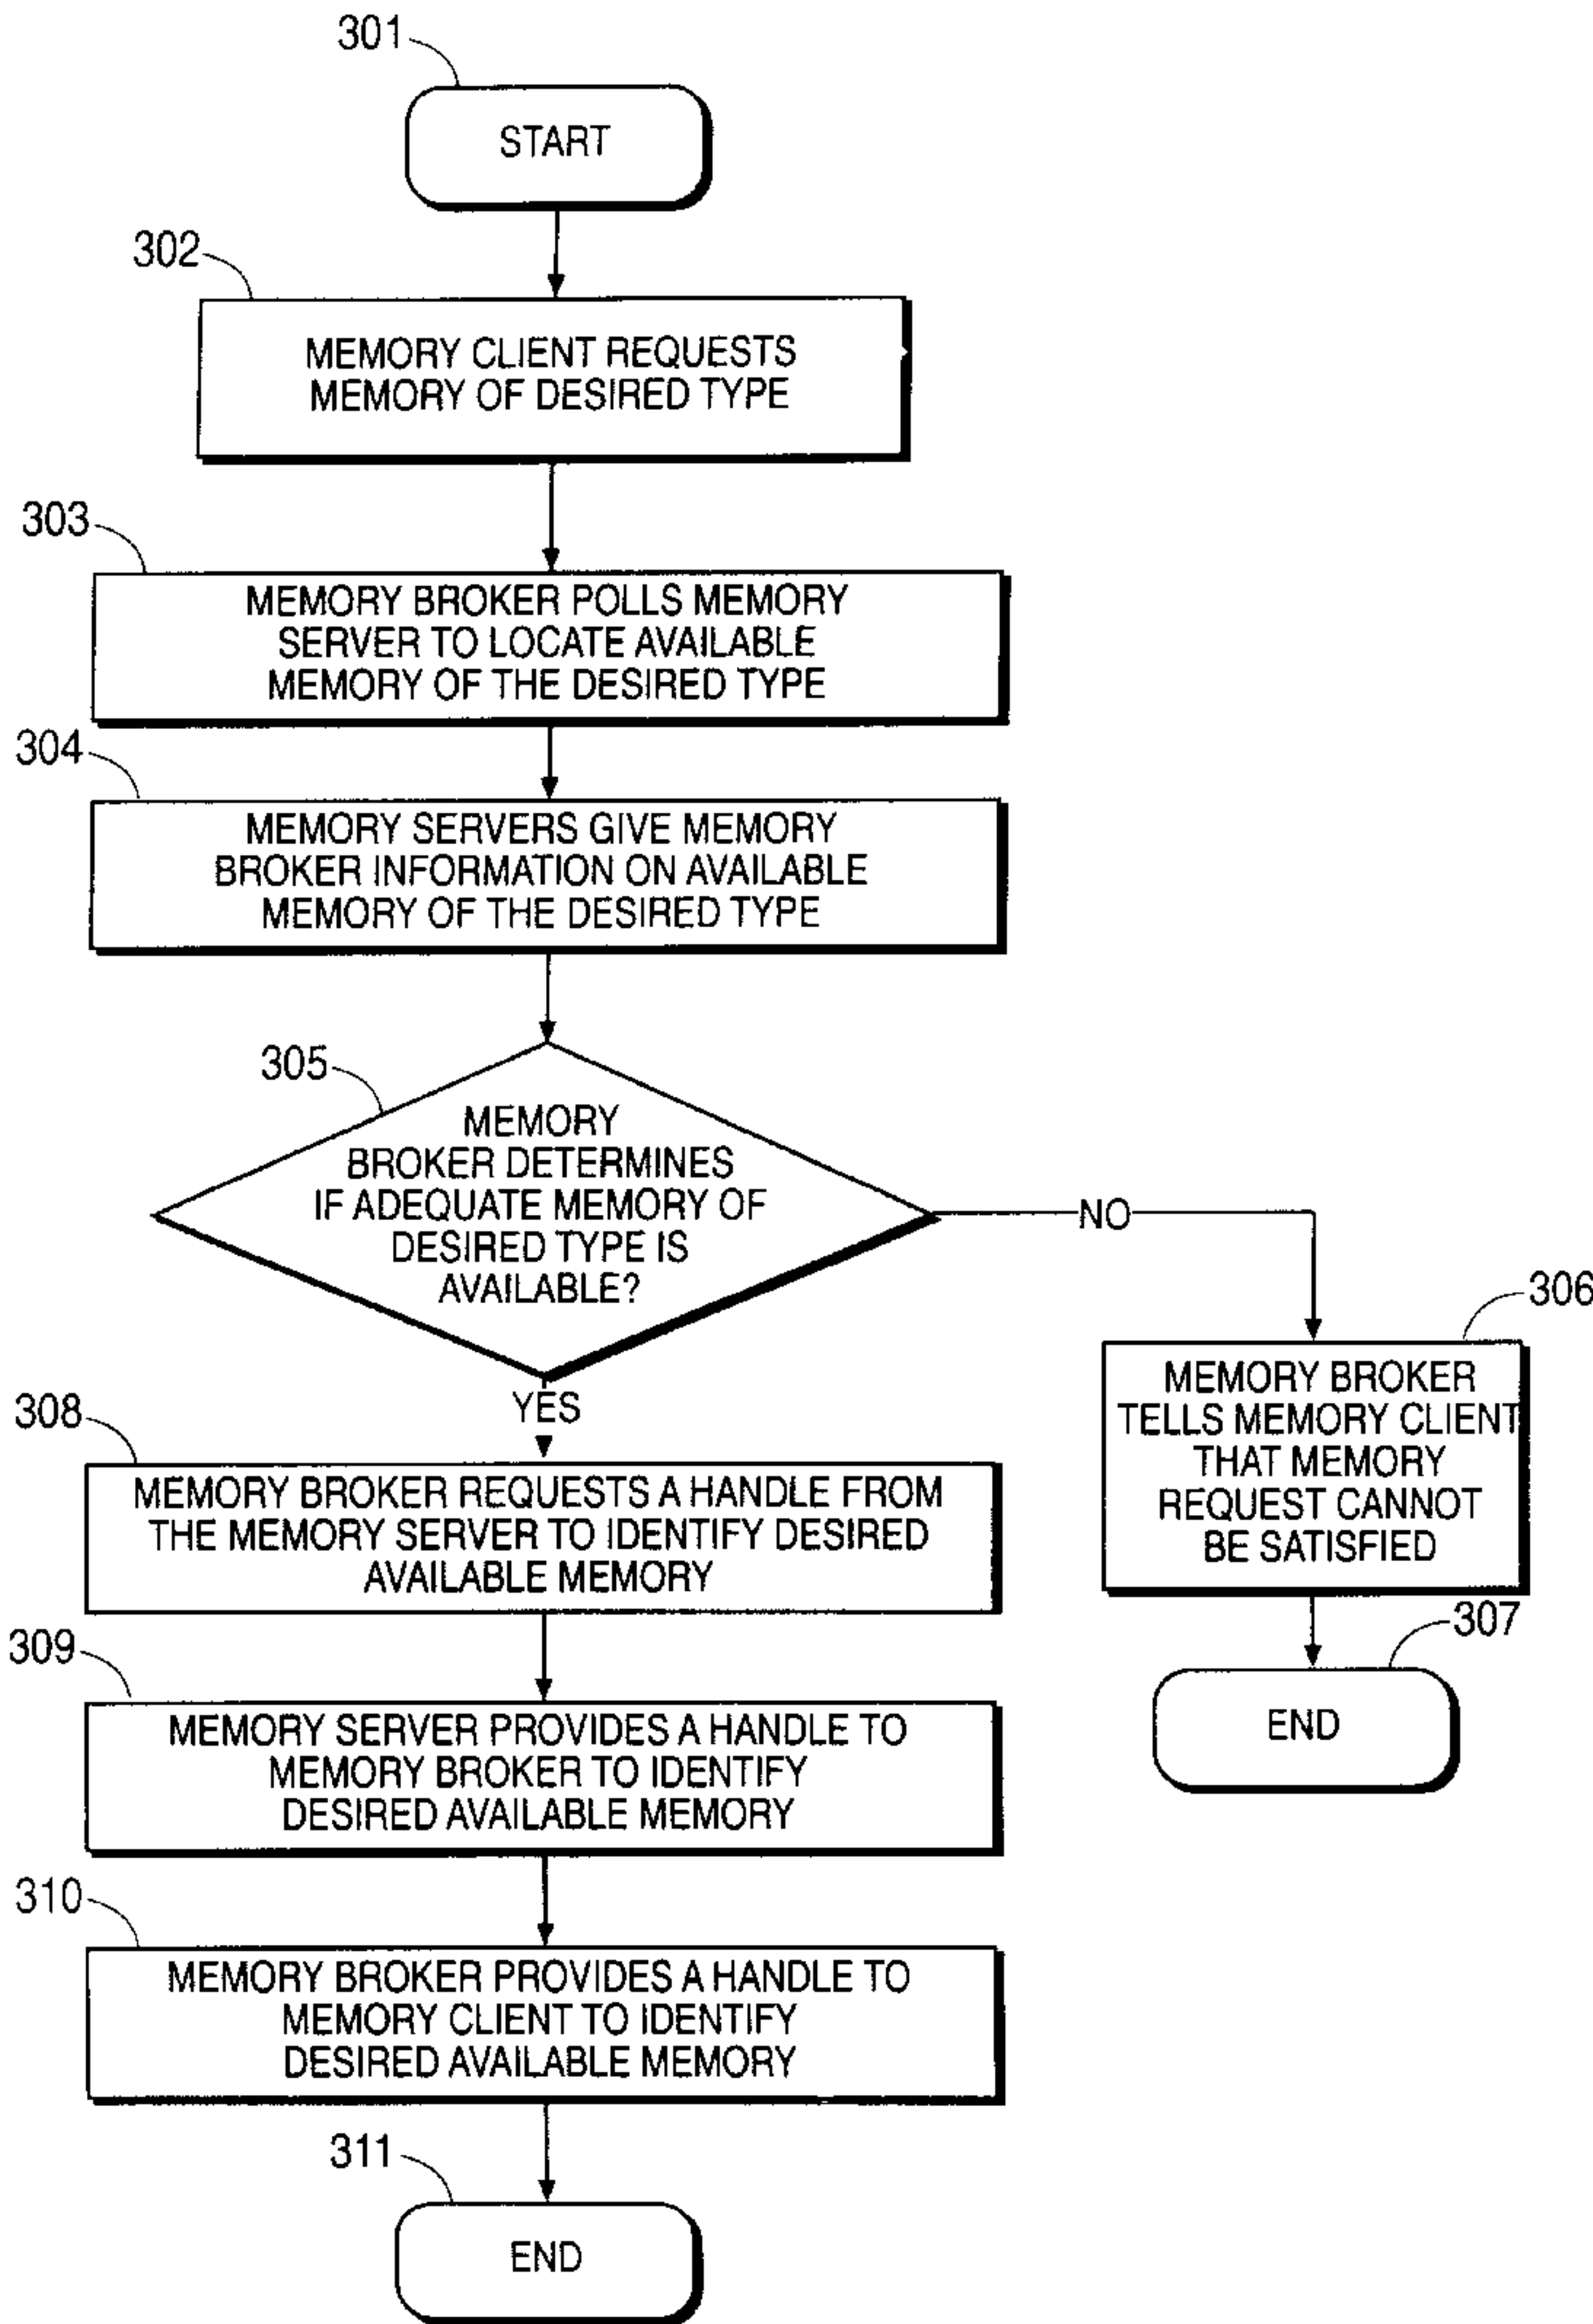 301
START
302
MEMORY CLIENT REQUESTS
MEMORY OF DESIRED TYPE
303
MEMORY BROKER POLLS MEMORY
SERVER TO LOCATE AVAILABLE
MEMORY OF THE DESIRED TYPE
304
MEMORY SERVERS GIVE MEMORY
BROKER INFORMATION ON AVAILABLE
MEMORY OF THE DESIRED TYPE
305
MEMORY
BROKER DETERMINES
IF ADEQUATE MEMORY OF
DESIRED TYPE IS
AVAILABLE?
NO
306
MEMORY BROKER
TELLS MEMORY CLIENT
THAT MEMORY
REQUEST CANNOT
BE SATISFIED
307
END
YES
308
MEMORY BROKER REQUESTS A HANDLE FROM
THE MEMORY SERVER TO IDENTIFY DESIRED
AVAILABLE MEMORY
309
MEMORY SERVER PROVIDES A HANDLE TO
MEMORY BROKER TO IDENTIFY
DESIRED AVAILABLE MEMORY
310
MEMORY BROKER PROVIDES A HANDLE TO
MEMORY CLIENT TO IDENTIFY
DESIRED AVAILABLE MEMORY
311
END